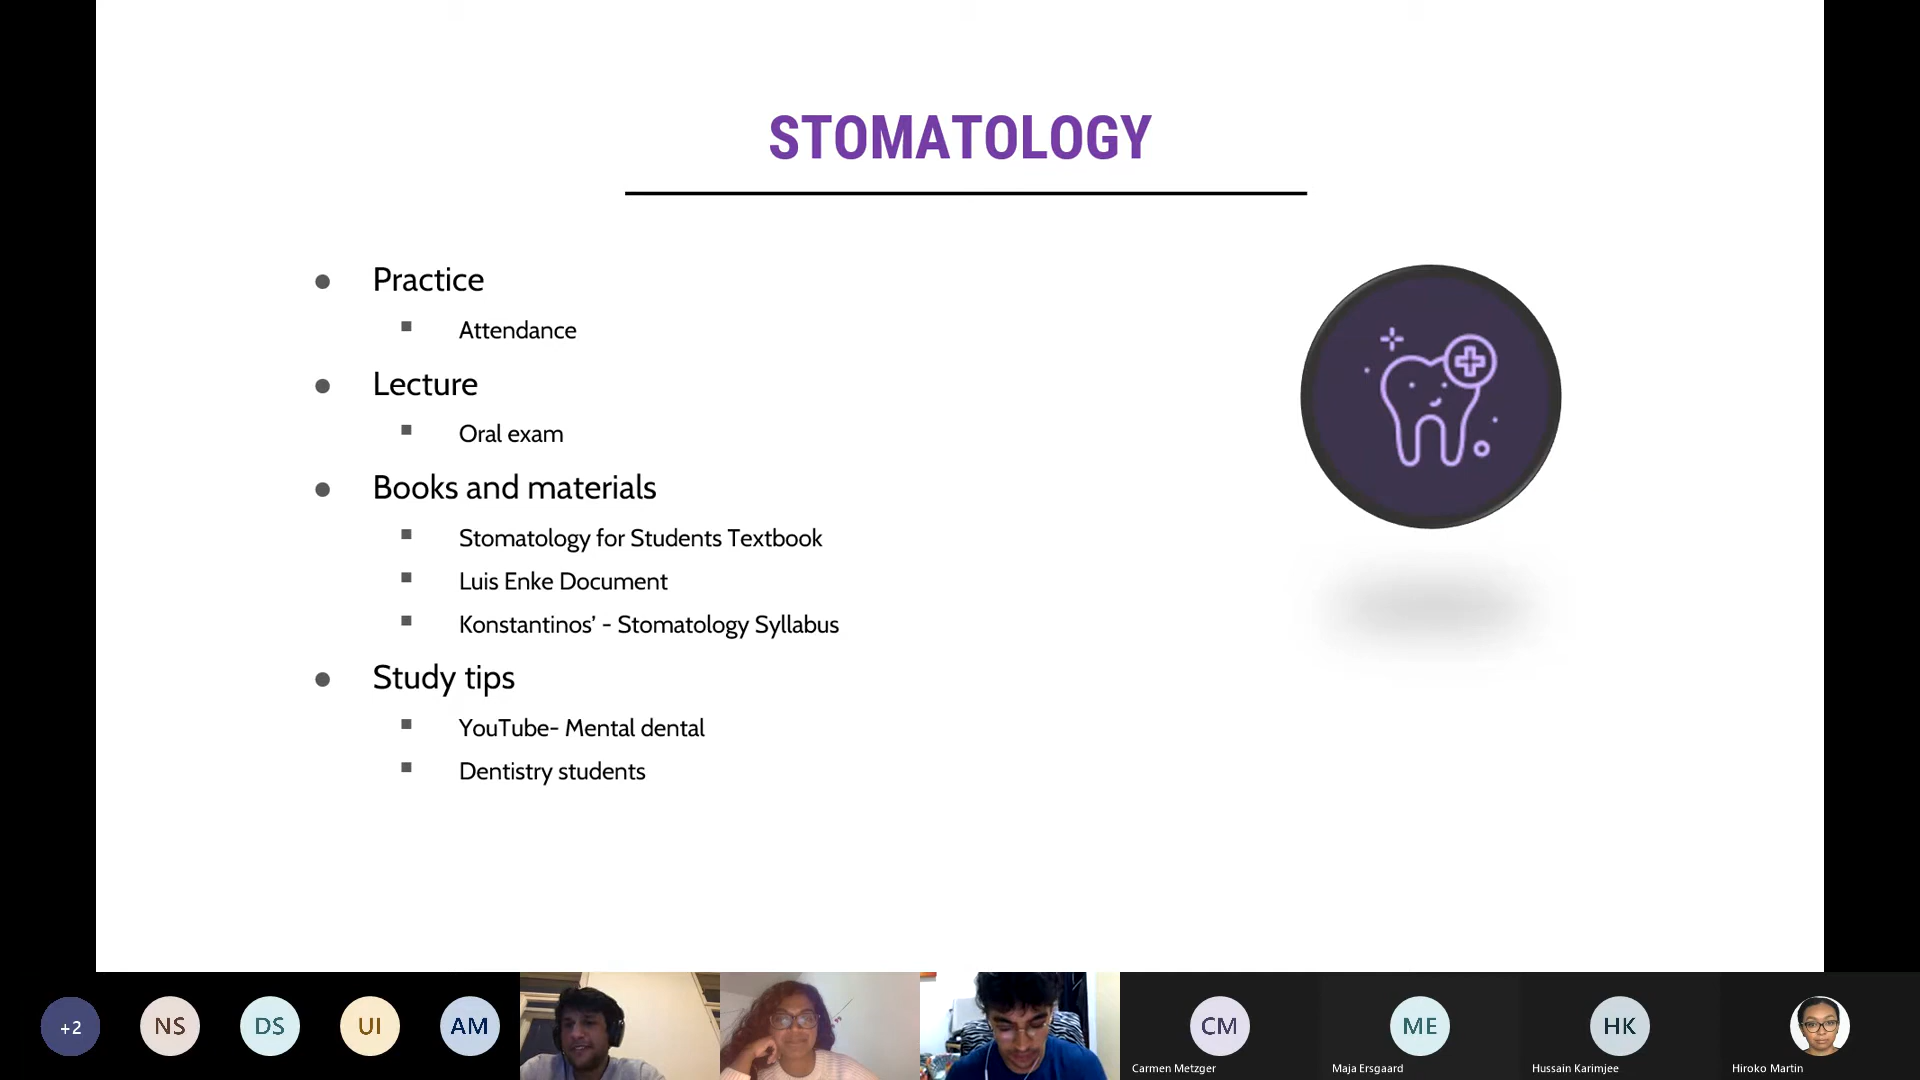 STOMATOLOGY
Practice
Attendance
Lecture
Oral exam
Books and materials
Stomatology for Students Textbook
Luis Enke Document
Konstantinos’ - Stomatology Syllabus
Study tips
YouTube- Mental dental
Dentistry students
+2
NS
DS
UI
AM
CM
ME
HK
Carmen Metzger
Maja Ersgaard
Hussain Karimjee
Hiroko Martin